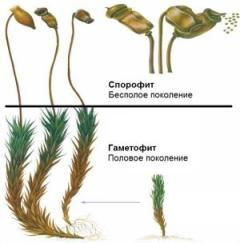 Спорофит
Бесполое поколение
Гаметофит
Половое поколение